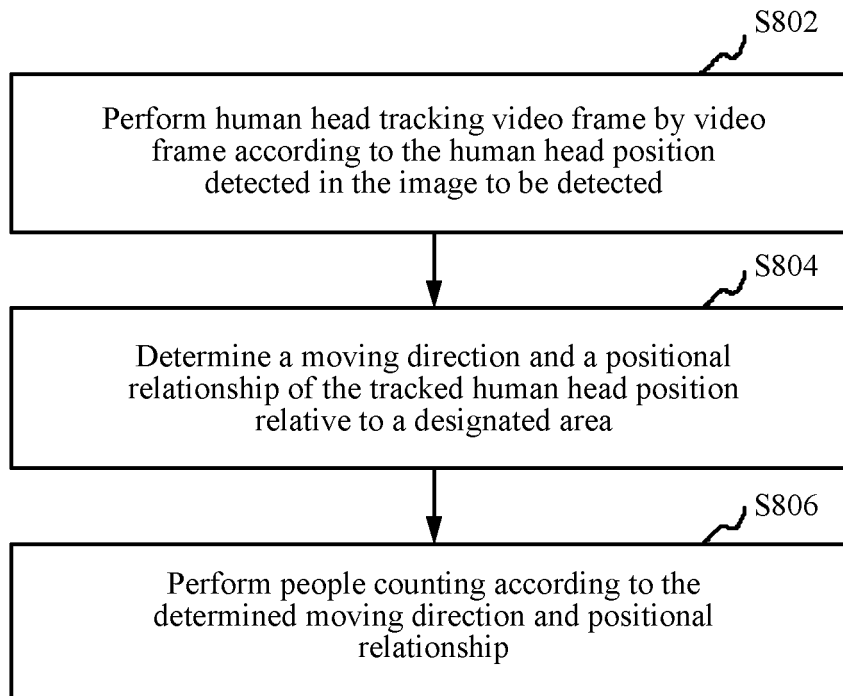 S802
Perform human head tracking video frame by video
frame according to the human head position
detected in the image to be detected
S804
Determine a moving direction and a positional
relationship of the tracked human head position
relative to a designated area
S806
Perform people counting according to the
determined moving direction and positional
relationship